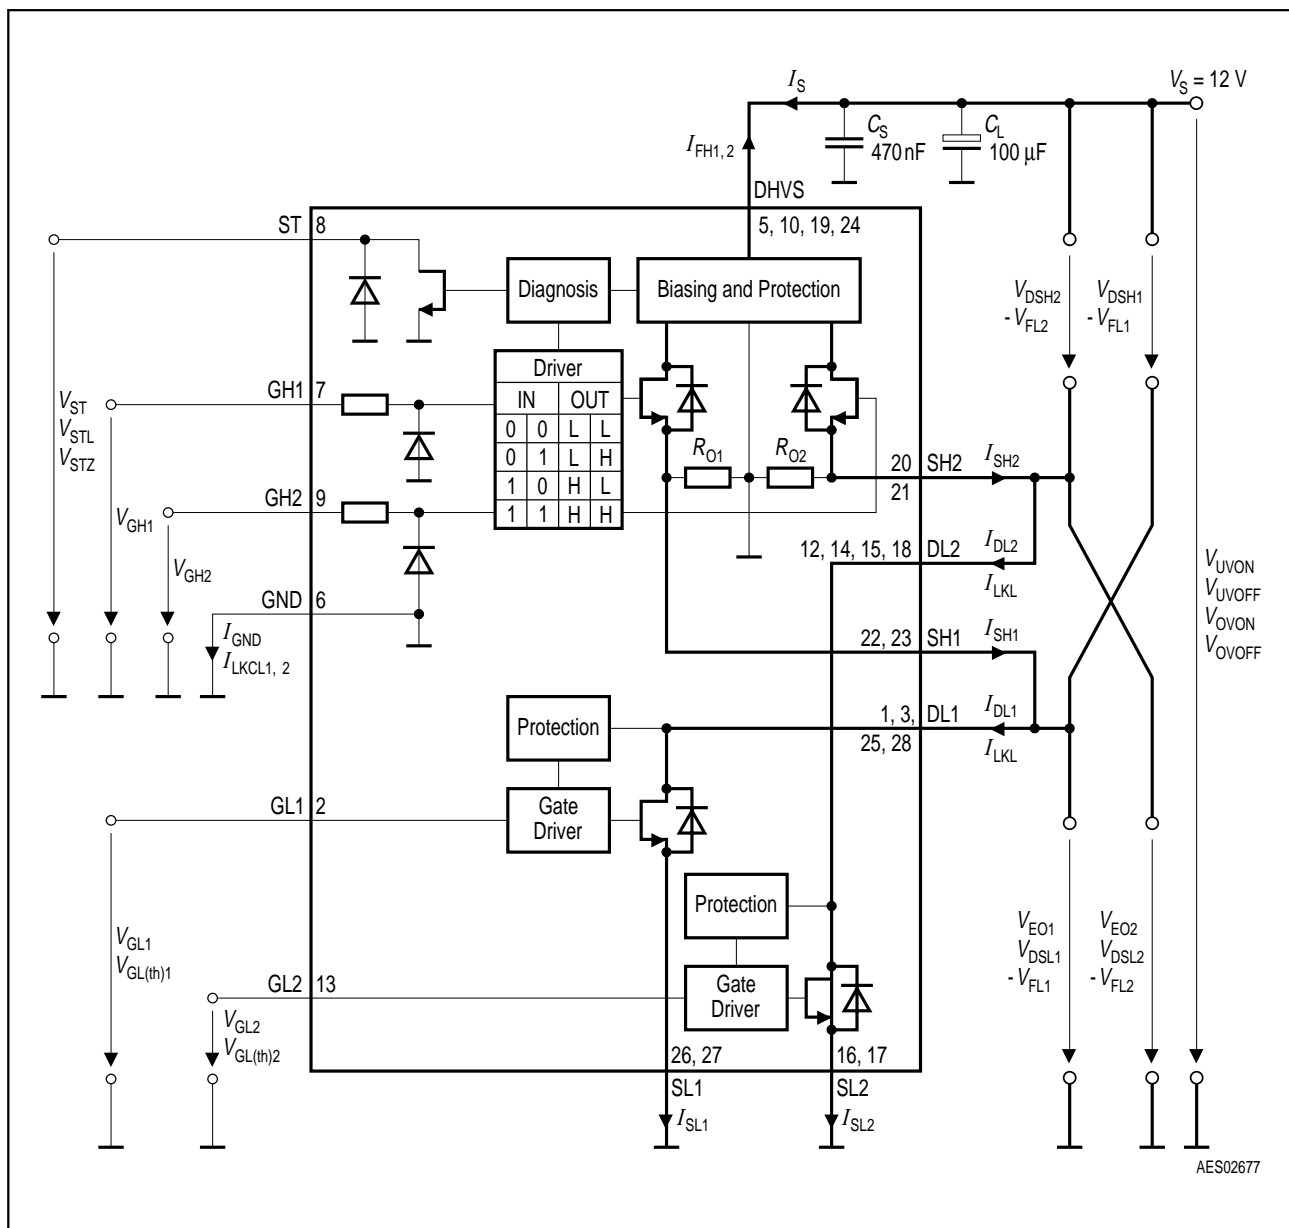 I_S
V_S = 12 V
I_FH1, 2
C_S
470 nF
C_L
100 µF
DHVS
5, 10, 19, 24
ST 8
Diagnosis
Biasing and Protection
V_DSH2
- V_FL2
V_DSH1
- V_FL1
Driver
IN OUT
0 0 L L
0 1 L H
1 0 H L
1 1 H H
GH1 7
V_ST
V_STL
V_STZ
R_O1
R_O2
20 SH2
21
I_SH2
GH2 9
V_GH1
V_GH2
12, 14, 15, 18 DL2
I_DL2
I_LKL
V_UVON
V_UVOFF
V_OVON
V_OVOFF
GND 6
I_GND
I_LKCL1, 2
22, 23 SH1
I_SH1
Protection
1, 3, DL1
25, 28
I_DL1
I_LKL
GL1 2
Gate
Driver
Protection
V_GL1
V_GL(th)1
V_EO1
V_DSL1
- V_FL1
V_EO2
V_DSL2
- V_FL2
GL2 13
Gate
Driver
V_GL2
V_GL(th)2
26, 27
16, 17
SL1
SL2
I_SL1
I_SL2
AES02677